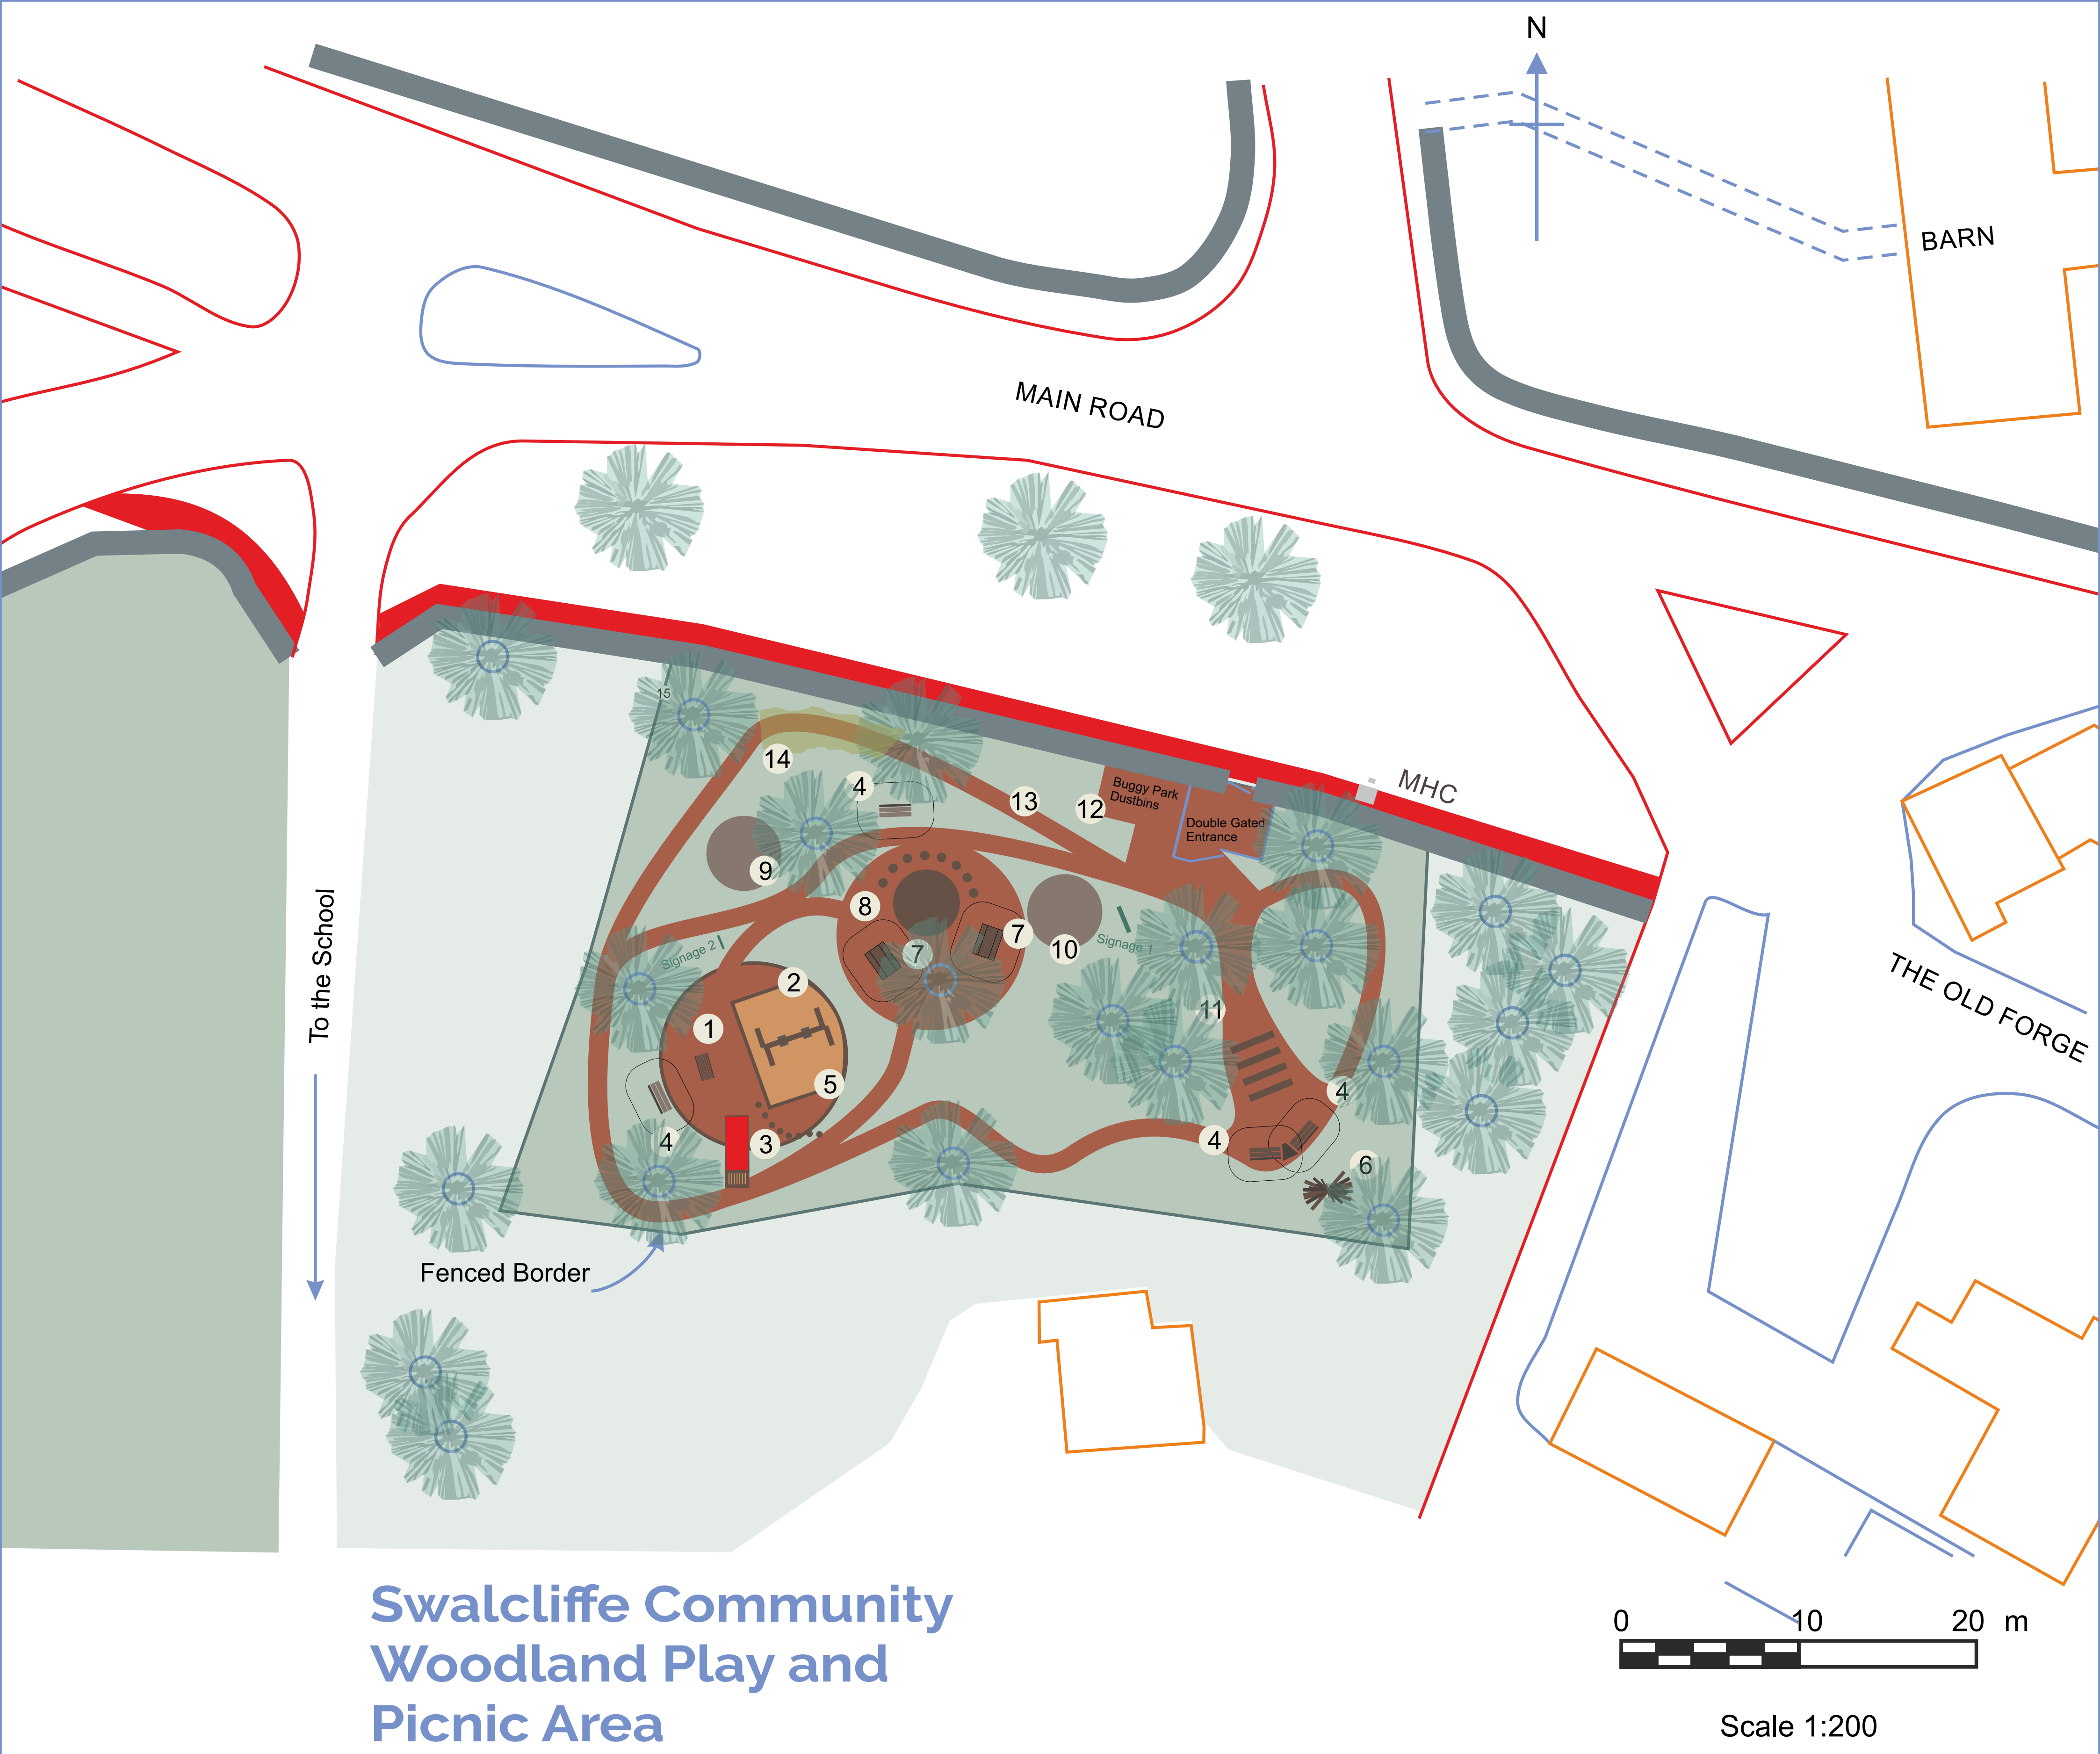 N
BARN
MAIN ROAD
MHC
15
14
4
13
12
Buggy Park
Dustbins
Double Gated
Entrance
9
8
7
7
10
Signage 1
Signage 2
THE OLD FORGE
To the School
2
1
11
5
4
4
3
4
6
Fenced Border
Swalcliffe Community
Woodland Play and
Picnic Area
0 10 20 m
Scale 1:200